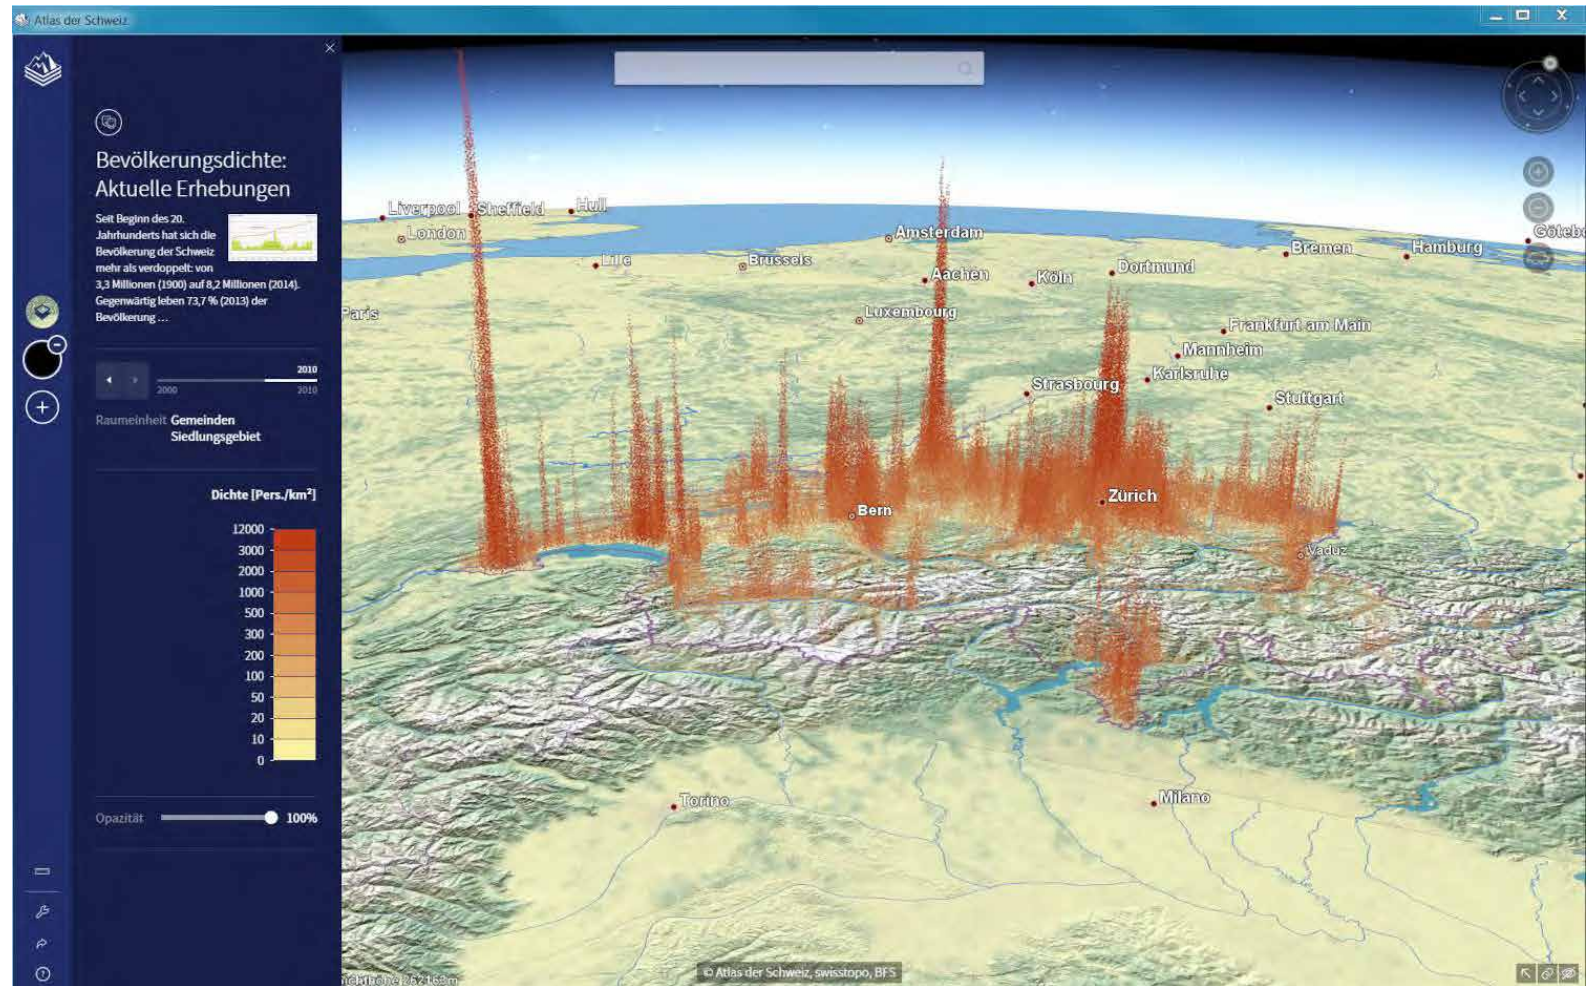 Atlas der Schweiz
Bevölkerungsdichte:
Aktuelle Erhebungen
Seit Beginn des 20.
Jahrhunderts hat sich die
Bevölkerung der Schweiz
mehr als verdoppelt: von
3,3 Millionen (1900) auf 8,2 Millionen (2014).
Gegenwärtig leben 73,7 % (2013) der
Bevölkerung ...
2010
2000
2010
Raumeinheit Gemeinden
Siedlungsgebiet
Dichte [Pers./km²]
12000
3000
2000
1000
500
300
200
100
50
20
10
0
Opazität
100%
Liverpool
Sheffield
Hull
London
Amsterdam
Bremen
Hamburg
Göteb
Lille
Brüssels
Aachen
Köln
Dortmund
Paris
Luxembourg
Frankfurt am Main
Mannheim
Karlsruhe
Strasbourg
Stuttgart
Bern
Zürich
Vaduz
Torino
Milano
© Atlas der Schweiz, swisstopo, BFS